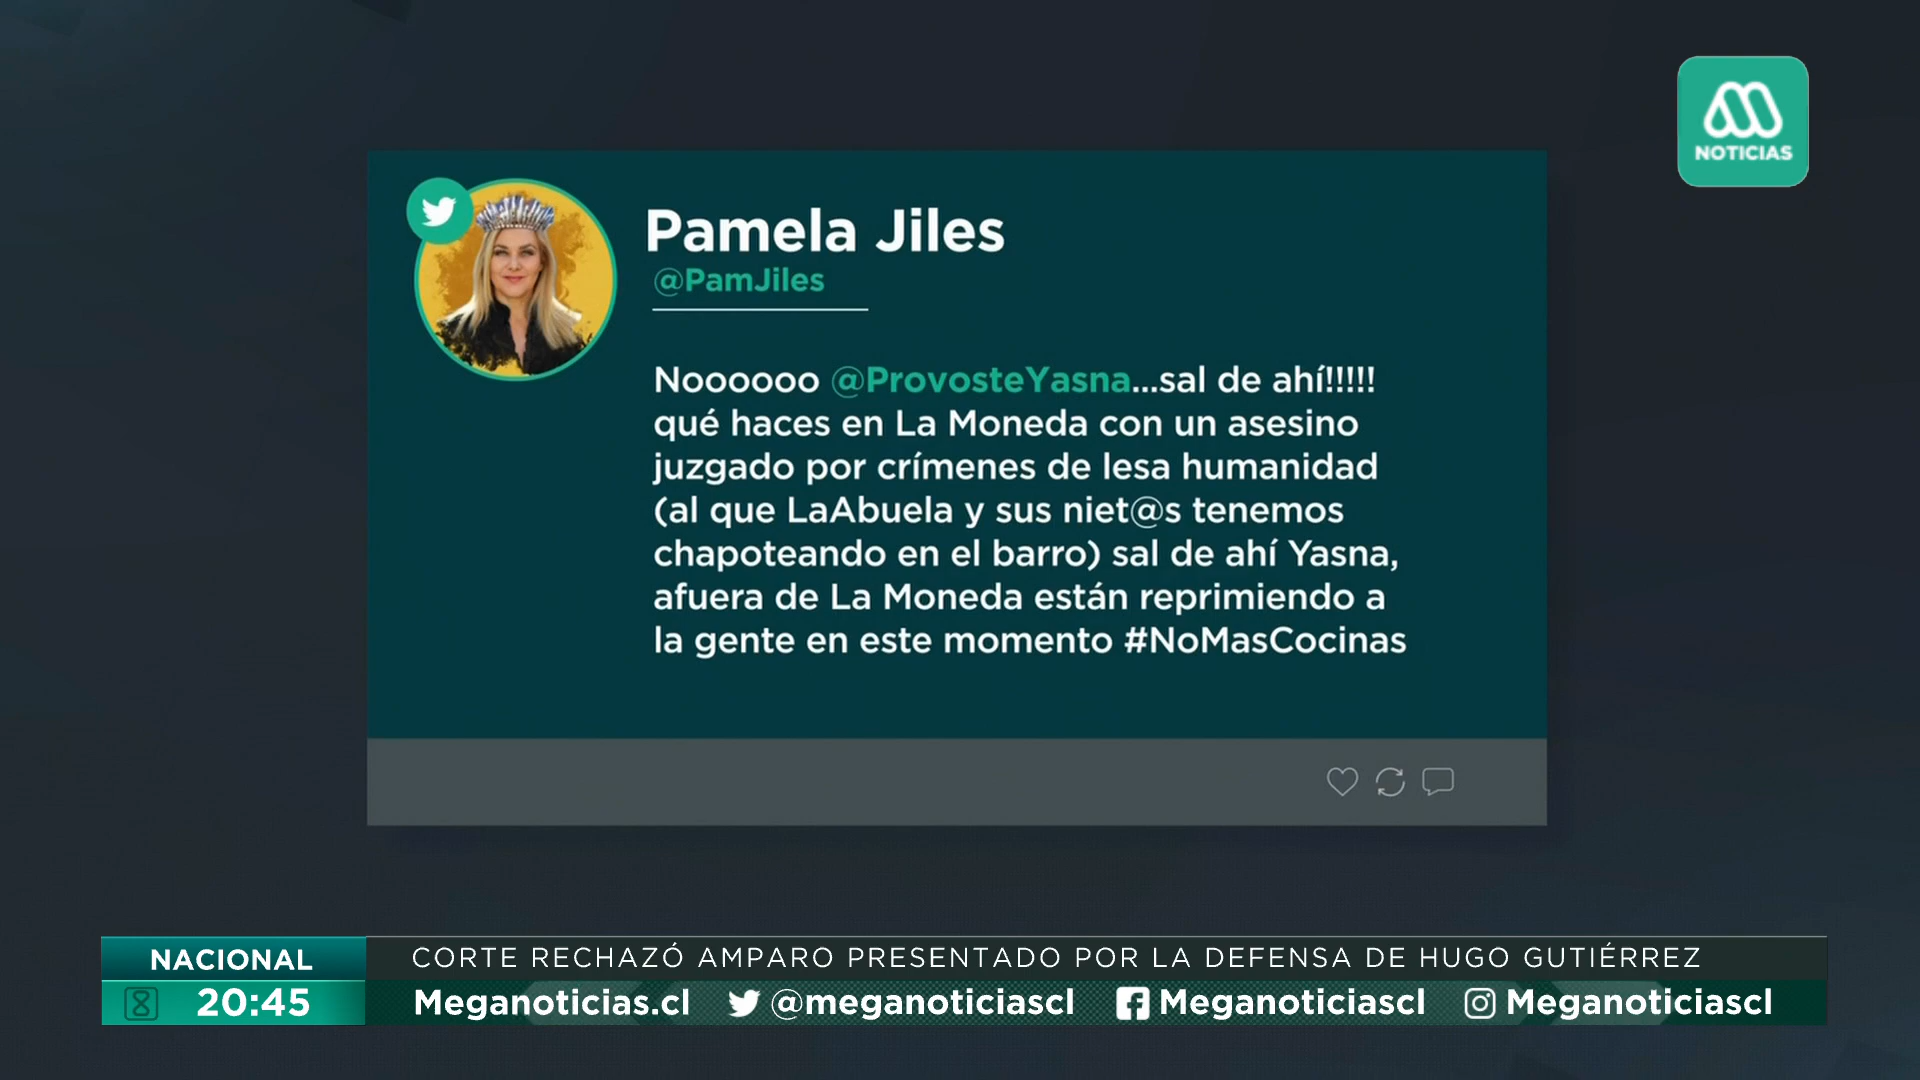 NOTICIAS
Pamela Jiles
@PamJiles
Noooooo @ProvosteYasna...sal de ahí!!!!!
qué haces en La Moneda con un asesino
juzgado por crímenes de lesa humanidad
(al que LaAbuela y sus niet@s tenemos
chapoteando en el barro) sal de ahí Yasna,
afuera de La Moneda están reprimiendo a
la gente en este momento #NoMasCocinas
NACIONAL
CORTE RECHAZÓ AMPARO PRESENTADO POR LA DEFENSA DE HUGO GUTIÉRREZ
20:45
Meganoticias.cl @meganoticiascl Meganoticiascl Meganoticiascl